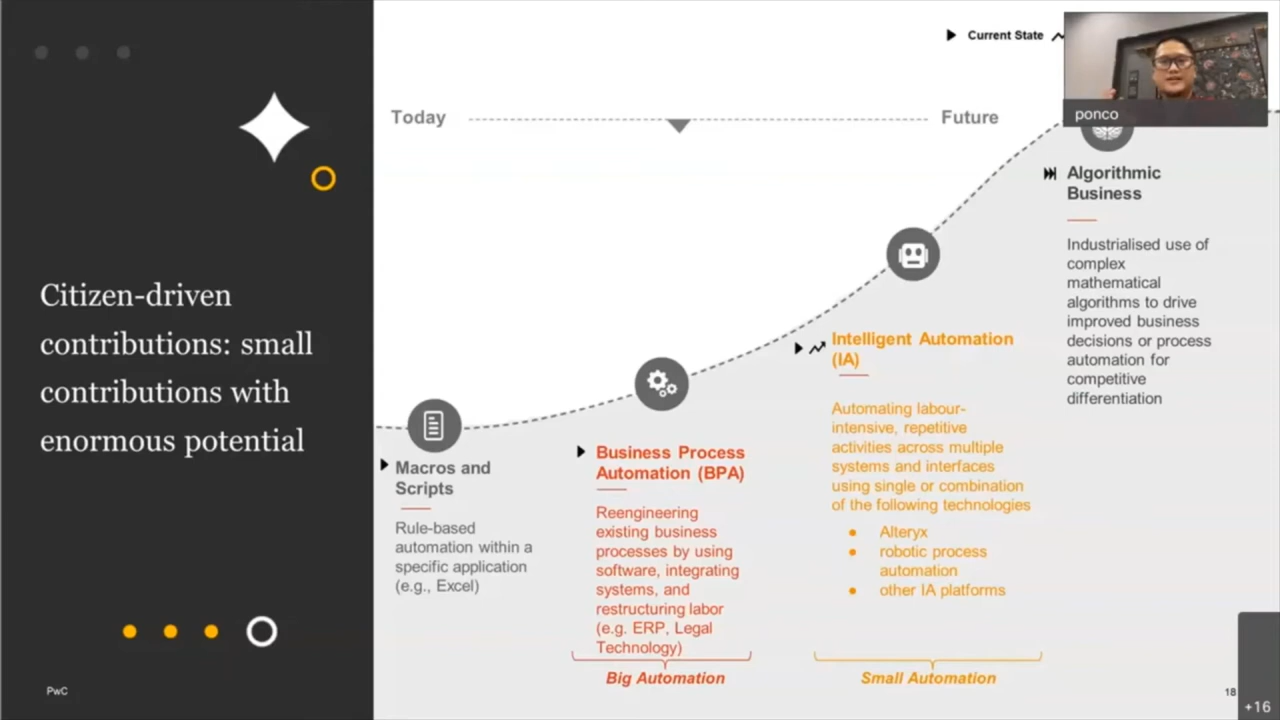 Current State
ponco
Today
Future
Citizen-driven
contributions: small
contributions with
enormous potential
Macros and
Scripts
Rule-based
automation within a
specific application
(e.g., Excel)
Business Process
Automation (BPA)
Reengineering
existing business
processes by using
software, integrating
systems, and
restructuring labor
(e.g. ERP, Legal
Technology)
Big Automation
Intelligent Automation
(IA)
Automating labour-
intensive, repetitive
activities across multiple
systems and interfaces
using single or combination
of the following technologies
● Alteryx
● robotic process
automation
● other IA platforms
Small Automation
Algorithmic
Business
Industrialised use of
complex
mathematical
algorithms to drive
improved business
decisions or process
automation for
competitive
differentiation
PwC
18
+16